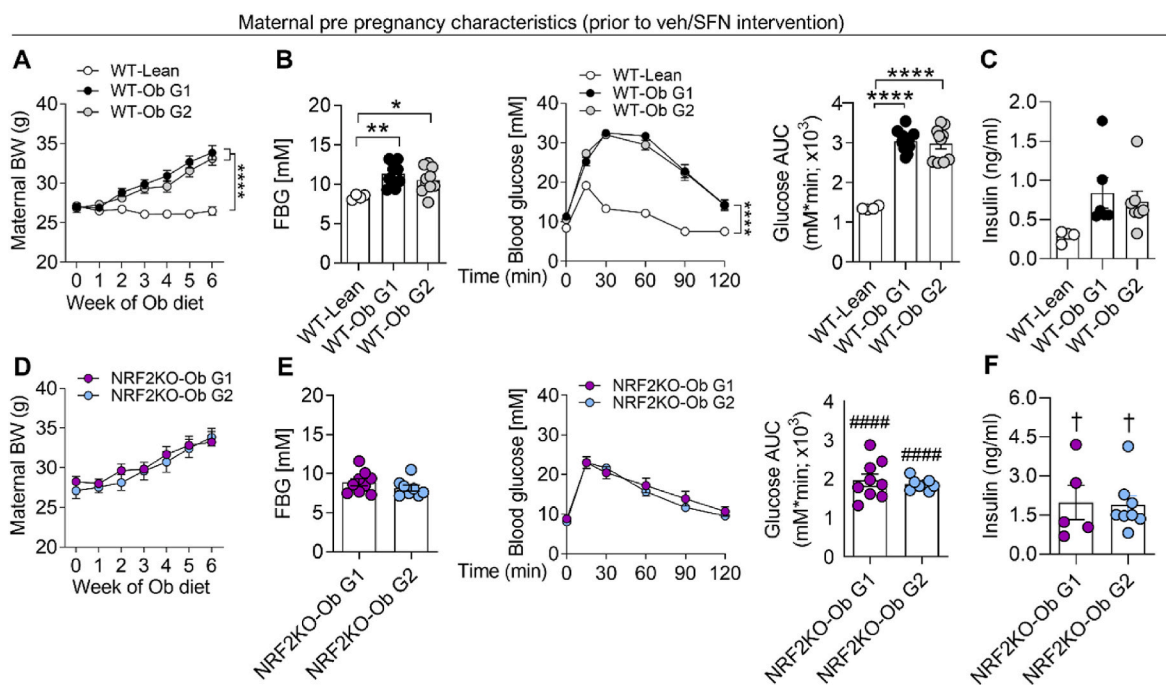 Maternal pre pregnancy characteristics (prior to veh/SFN intervention)
A
WT-Lean
WT-Ob G1
WT-Ob G2
Maternal BW (g)
40
35
30
25
20
****
0 1 2 3 4 5 6
Week of Ob diet
B
FBG [mM]
20
15
10
5
0
*
**
WT-Lean
WT-Ob G1
WT-Ob G2
WT-Lean
WT-Ob G1
WT-Ob G2
Blood glucose [mM]
40
30
20
10
0
****
Time (min) 0 30 60 90 120
Glucose AUC
(mM*min; x10³)
4
3
2
1
0
****
****
WT-Lean
WT-Ob G1
WT-Ob G2
C
Insulin (ng/ml)
2.0
1.5
1.0
0.5
0.0
WT-Lean
WT-Ob G1
WT-Ob G2
D
NRF2KO-Ob G1
NRF2KO-Ob G2
Maternal BW (g)
40
35
30
25
20
0 1 2 3 4 5 6
Week of Ob diet
E
FBG [mM]
20
15
10
5
0
NRF2KO-Ob G1
NRF2KO-Ob G2
NRF2KO-Ob G1
NRF2KO-Ob G2
Blood glucose [mM]
40
30
20
10
0
Time (min) 0 30 60 90 120
Glucose AUC
(mM*min; x10³)
4
3
2
1
0
####
####
NRF2KO-Ob G1
NRF2KO-Ob G2
F
Insulin (ng/ml)
6.0
4.5
3.0
1.5
0.0
† †
NRF2KO-Ob G1
NRF2KO-Ob G2